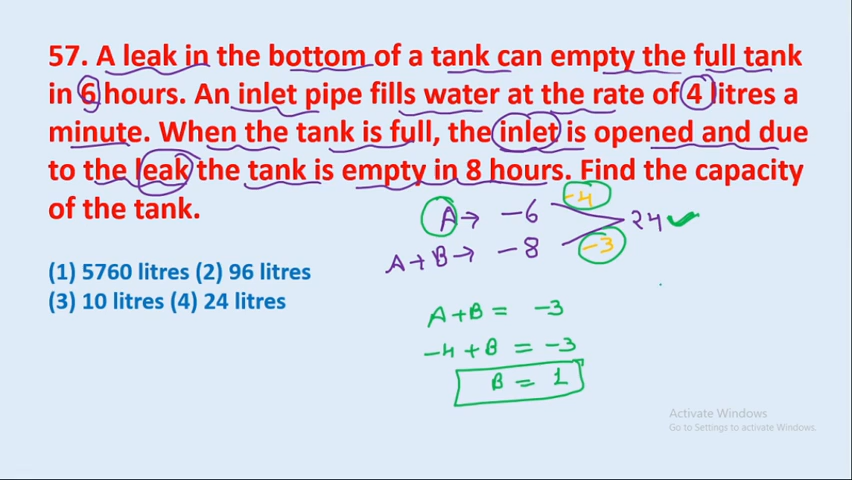 57. A leak in the bottom of a tank can empty the full tank
in 6 hours. An inlet pipe fills water at the rate of 4 litres a
minute. When the tank is full, the inlet is opened and due
to the leak the tank is empty in 8 hours. Find the capacity
of the tank.
A → -6 -4
24
A+B → -8 -3
(1) 5760 litres (2) 96 litres
(3) 10 litres (4) 24 litres
A+B = -3
-4+B = -3
B = 1
Activate Windows
Go to Settings to activate Windows.